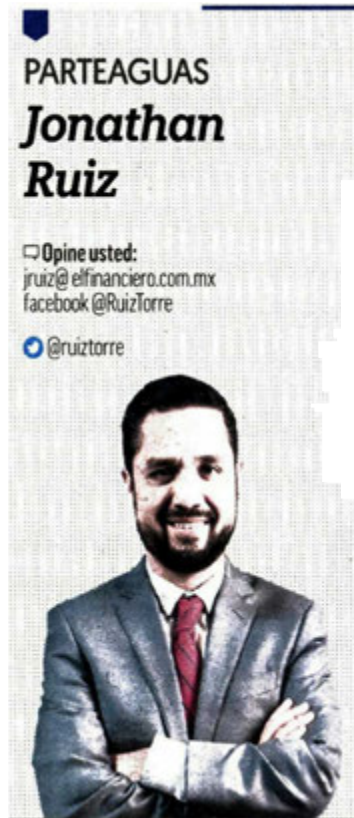 PARTEAGUAS
Jonathan
Ruiz
Opine usted:
jruiz@elfinanciero.com.mx
facebook @RuizTorre
@ruiztorre